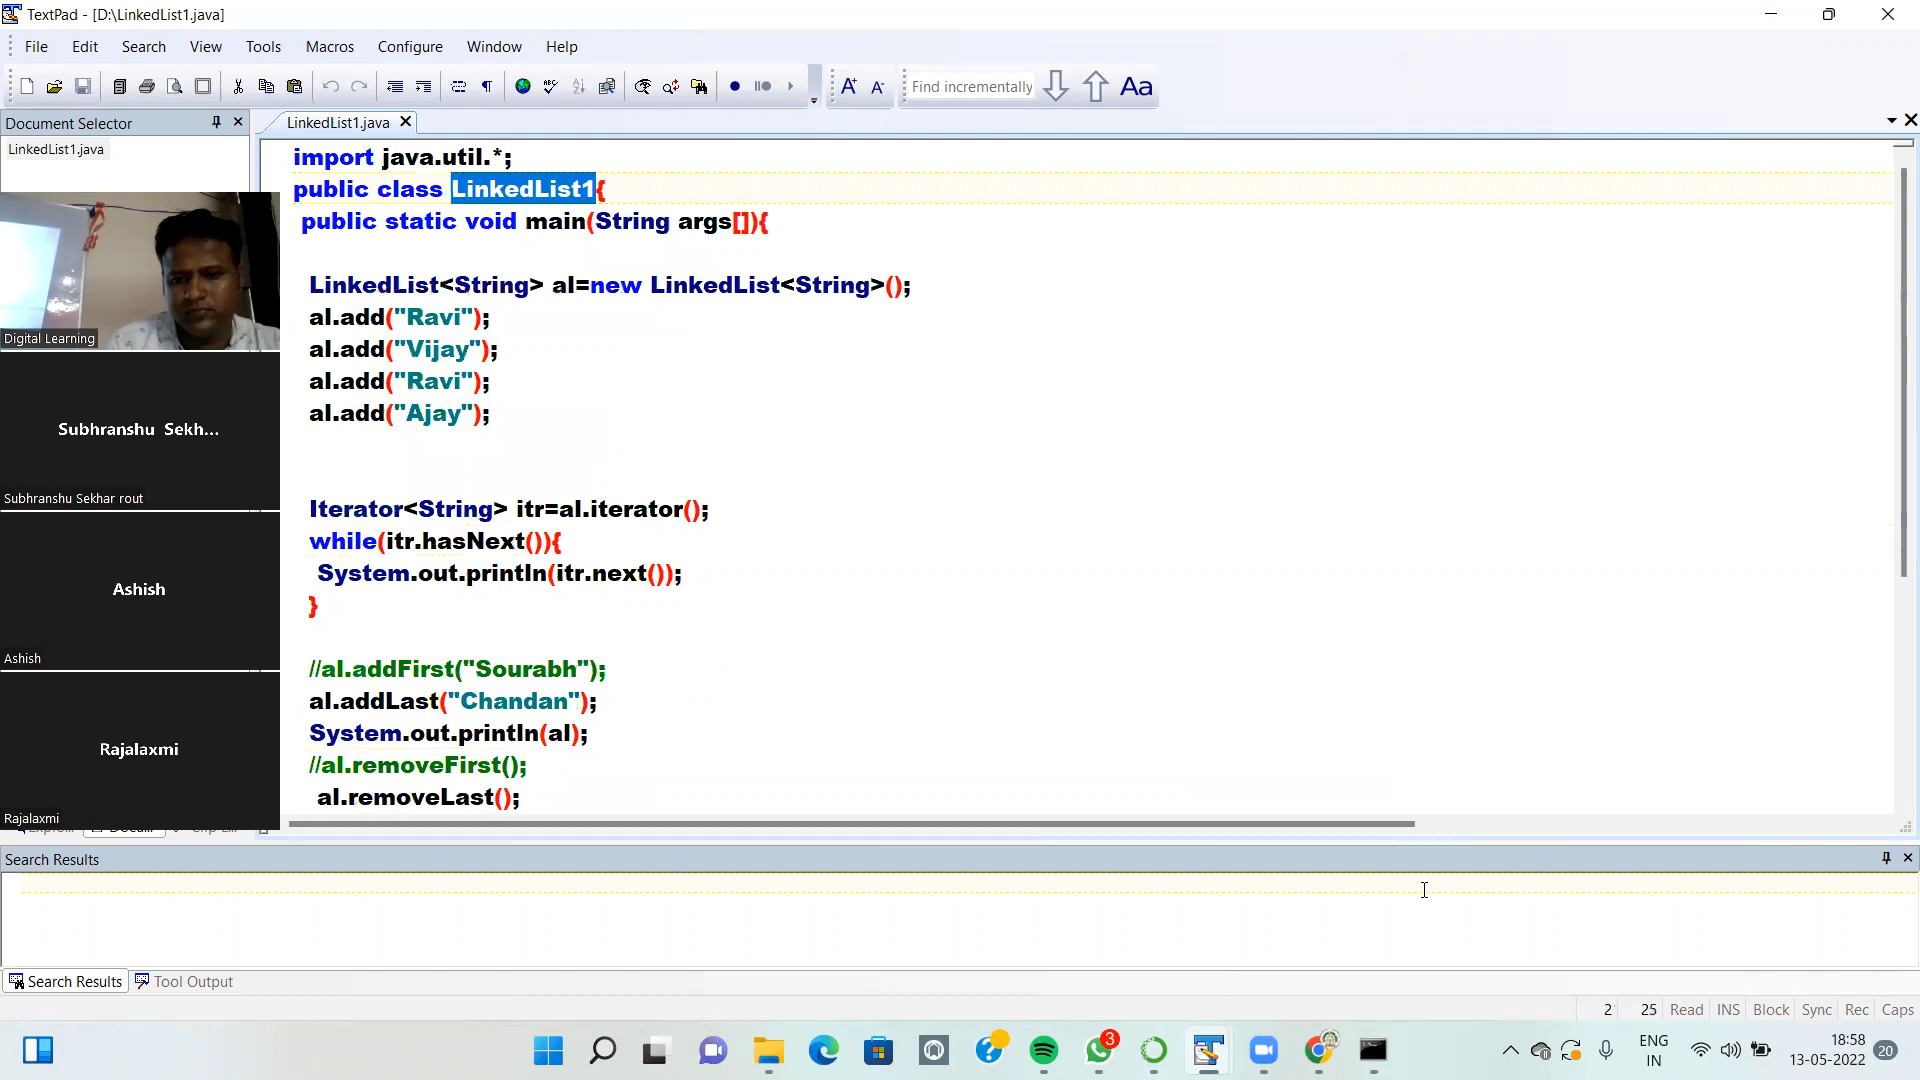 TextPad - [D:\LinkedList1.java]
File Edit Search View Tools Macros Configure Window Help
Find incrementally
Aa
Document Selector
LinkedList1.java
LinkedList1.java
import java.util.*;
public class LinkedList1{
public static void main(String args[]){
LinkedList<String> al=new LinkedList<String>();
al.add("Ravi");
al.add("Vijay");
al.add("Ravi");
al.add("Ajay");
Iterator<String> itr=al.iterator();
while(itr.hasNext()){
System.out.println(itr.next());
}
//al.addFirst("Sourabh");
al.addLast("Chandan");
System.out.println(al);
//al.removeFirst();
al.removeLast();
Digital Learning
Subhranshu Sekh...
Subhranshu Sekhar rout
Ashish
Ashish
Rajalaxmi
Rajalaxmi
Search Results
Search Results Tool Output
2 25 Read INS Block Sync Rec Caps
3
ENG
IN
18:58
13-05-2022
20